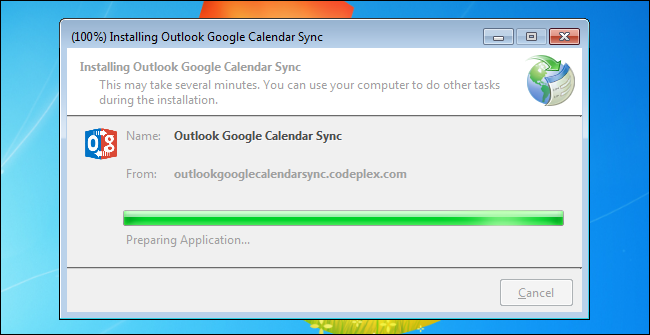 (100%) Installing Outlook Google Calendar Sync
Installing Outlook Google Calendar Sync
This may take several minutes. You can use your computer to do other tasks
during the installation.
Name: Outlook Google Calendar Sync
From: outlookgooglecalendarsync.codeplex.com
Preparing Application...
Cancel